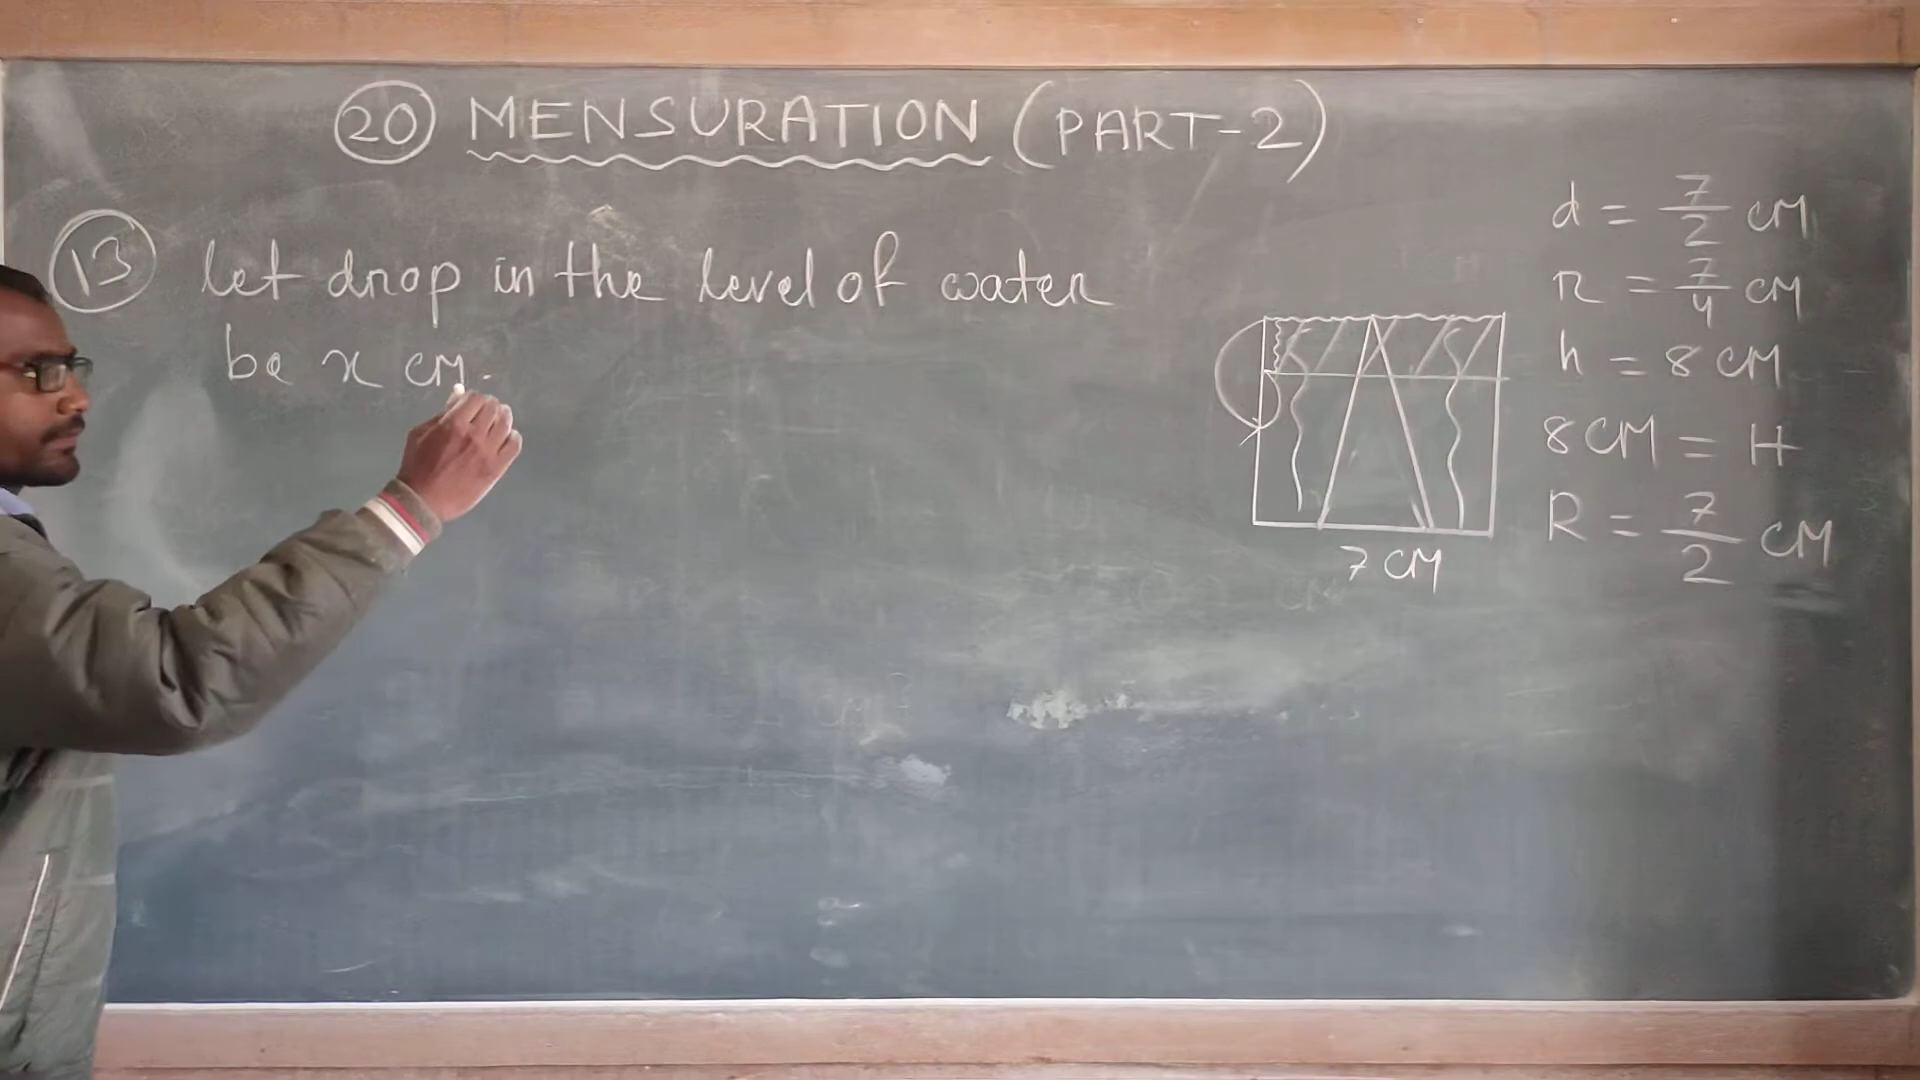 20 MENSURATION (PART-2)
13 Let drop in the level of water
be x cm.
7 CM
d = 7/2 CM
r = 7/4 CM
h = 8 CM
8 CM = H
R = 7/2 CM